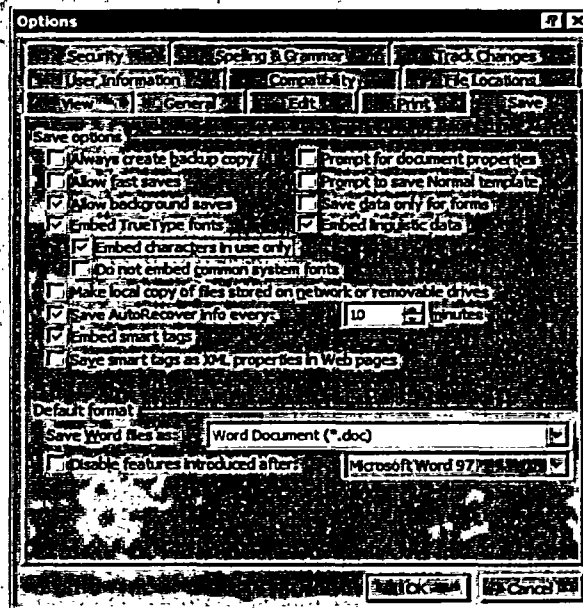 Options
Security Spelling & Grammar Track Changes
User Information Compatibility File Locations
View General Edit Print Save
Save options
Always create backup copy Prompt for document properties
Allow fast saves Prompt to save Normal template
Allow background saves Save data only for forms
Embed TrueType fonts Embed linguistic data
Embed characters in use only
Do not embed common system fonts
Make local copy of files stored on network or removable drives
Save AutoRecover info every: 10 minutes
Embed smart tags
Save smart tags as XML properties in Web pages
Default format
Save Word files as: Word Document (*.doc)
Disable features introduced after: Microsoft Word 97
OK Cancel